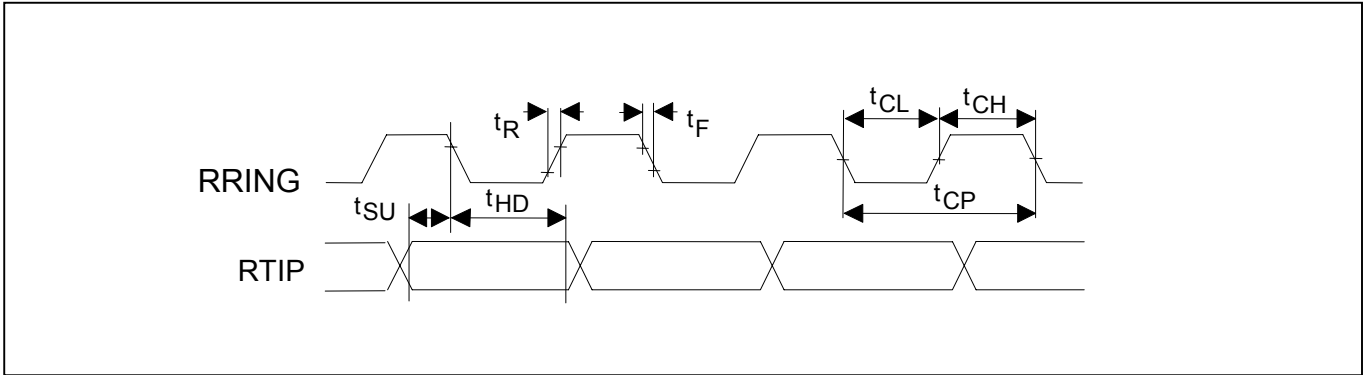 tCL
tCH
tR
tF
RRING
tCP
tSU
tHD
RTIP